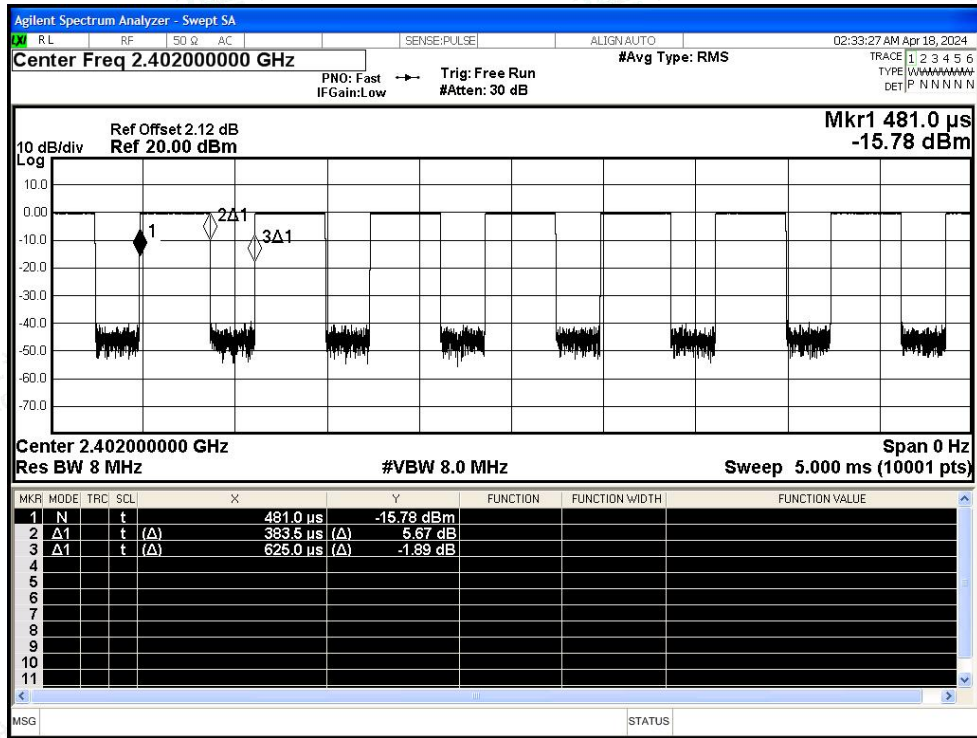 Agilent Spectrum Analyzer - Swept SA
LXI RL RF 50 Ω AC SENSE:PULSE ALIGN AUTO 02:33:27 AM Apr 18, 2024
Center Freq 2.402000000 GHz #Avg Type: RMS TRACE 1 2 3 4 5 6
PNO: Fast Trig: Free Run TYPE WWWWWW
IFGain:Low #Atten: 30 dB DET P N N N N N
Mkr1 481.0 µs
Ref Offset 2.12 dB
10 dB/div Ref 20.00 dBm -15.78 dBm
Log
10.0
0.00
2Δ1
1
3Δ1
-10.0
-20.0
-30.0
-40.0
-50.0
-60.0
-70.0
Center 2.402000000 GHz Span 0 Hz
Res BW 8 MHz #VBW 8.0 MHz Sweep 5.000 ms (10001 pts)
MKR MODE TRC SCL X Y FUNCTION FUNCTION WIDTH FUNCTION VALUE
1 N t 481.0 µs -15.78 dBm
2 Δ1 t (Δ) 383.5 µs (Δ) 5.67 dB
3 Δ1 t (Δ) 625.0 µs (Δ) -1.89 dB
4
5
6
7
8
9
10
11
MSG STATUS